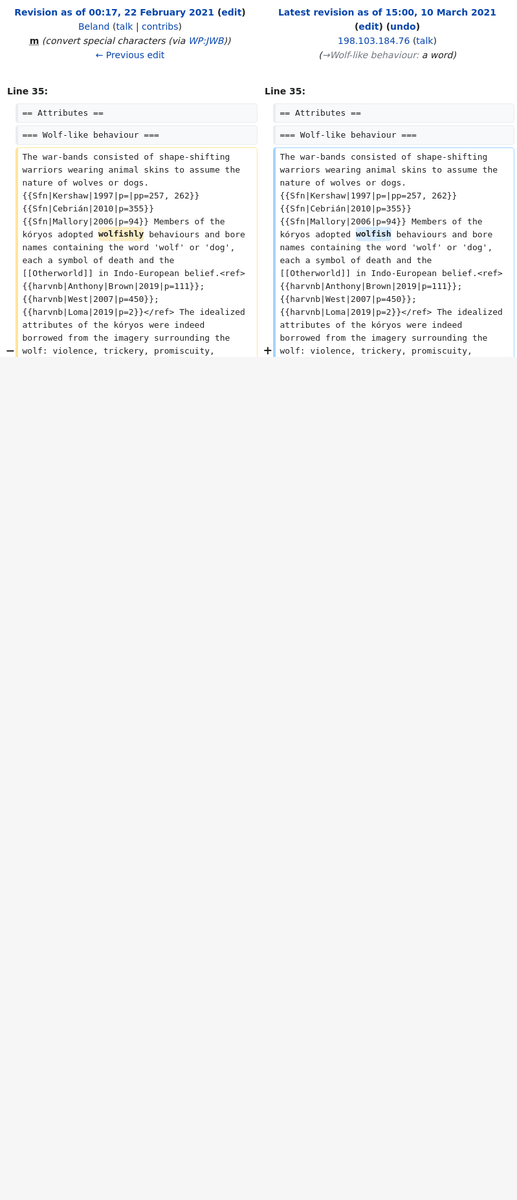 Revision as of 00:17, 22 February 2021 (edit)
Beland (talk | contribs)
m (convert special characters (via WP:JWB))
← Previous edit
Latest revision as of 15:00, 10 March 2021
(edit) (undo)
198.103.184.76 (talk)
(→Wolf-like behaviour: a word)
Line 35:
Line 35:
== Attributes ==
== Attributes ==
=== Wolf-like behaviour ===
=== Wolf-like behaviour ===
The war-bands consisted of shape-shifting
warriors wearing animal skins to assume the
nature of wolves or dogs.
{{Sfn|Kershaw|1997|p=|pp=257, 262}}
{{Sfn|Cebrián|2010|p=355}}
{{Sfn|Mallory|2006|p=94}} Members of the
kóryos adopted wolfishly behaviours and bore
names containing the word 'wolf' or 'dog',
each a symbol of death and the
[[Otherworld]] in Indo-European belief.<ref>
{{harvnb|Anthony|Brown|2019|p=111}};
{{harvnb|West|2007|p=450}};
{{harvnb|Loma|2019|p=2}}</ref> The idealized
attributes of the kóryos were indeed
borrowed from the imagery surrounding the
− wolf: violence, trickery, promiscuity,
The war-bands consisted of shape-shifting
warriors wearing animal skins to assume the
nature of wolves or dogs.
{{Sfn|Kershaw|1997|p=|pp=257, 262}}
{{Sfn|Cebrián|2010|p=355}}
{{Sfn|Mallory|2006|p=94}} Members of the
kóryos adopted wolfish behaviours and bore
names containing the word 'wolf' or 'dog',
each a symbol of death and the
[[Otherworld]] in Indo-European belief.<ref>
{{harvnb|Anthony|Brown|2019|p=111}};
{{harvnb|West|2007|p=450}};
{{harvnb|Loma|2019|p=2}}</ref> The idealized
attributes of the kóryos were indeed
borrowed from the imagery surrounding the
+ wolf: violence, trickery, promiscuity,